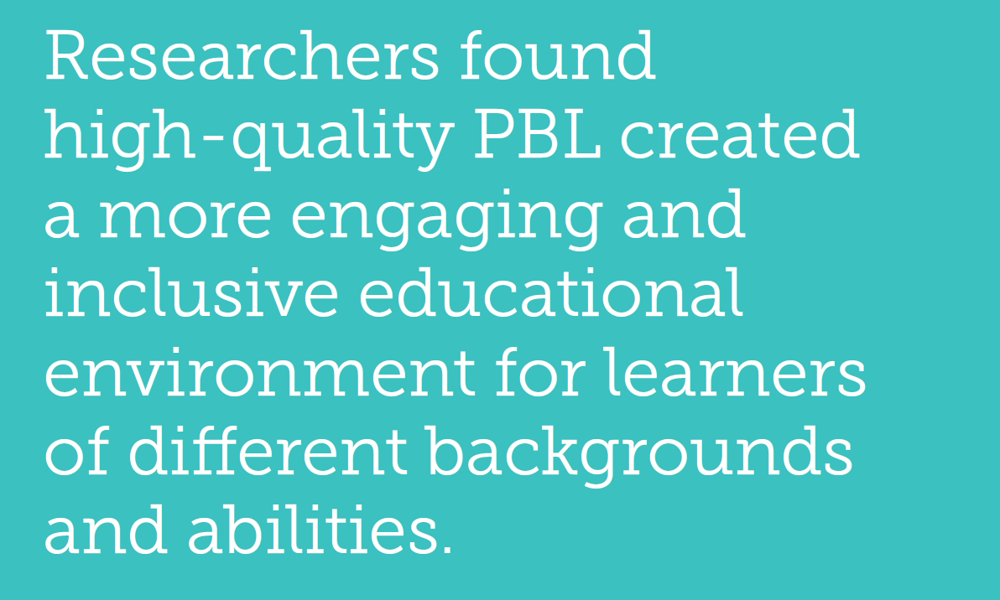 Researchers found
high-quality PBL created
a more engaging and
inclusive educational
environment for learners
of different backgrounds
and abilities.